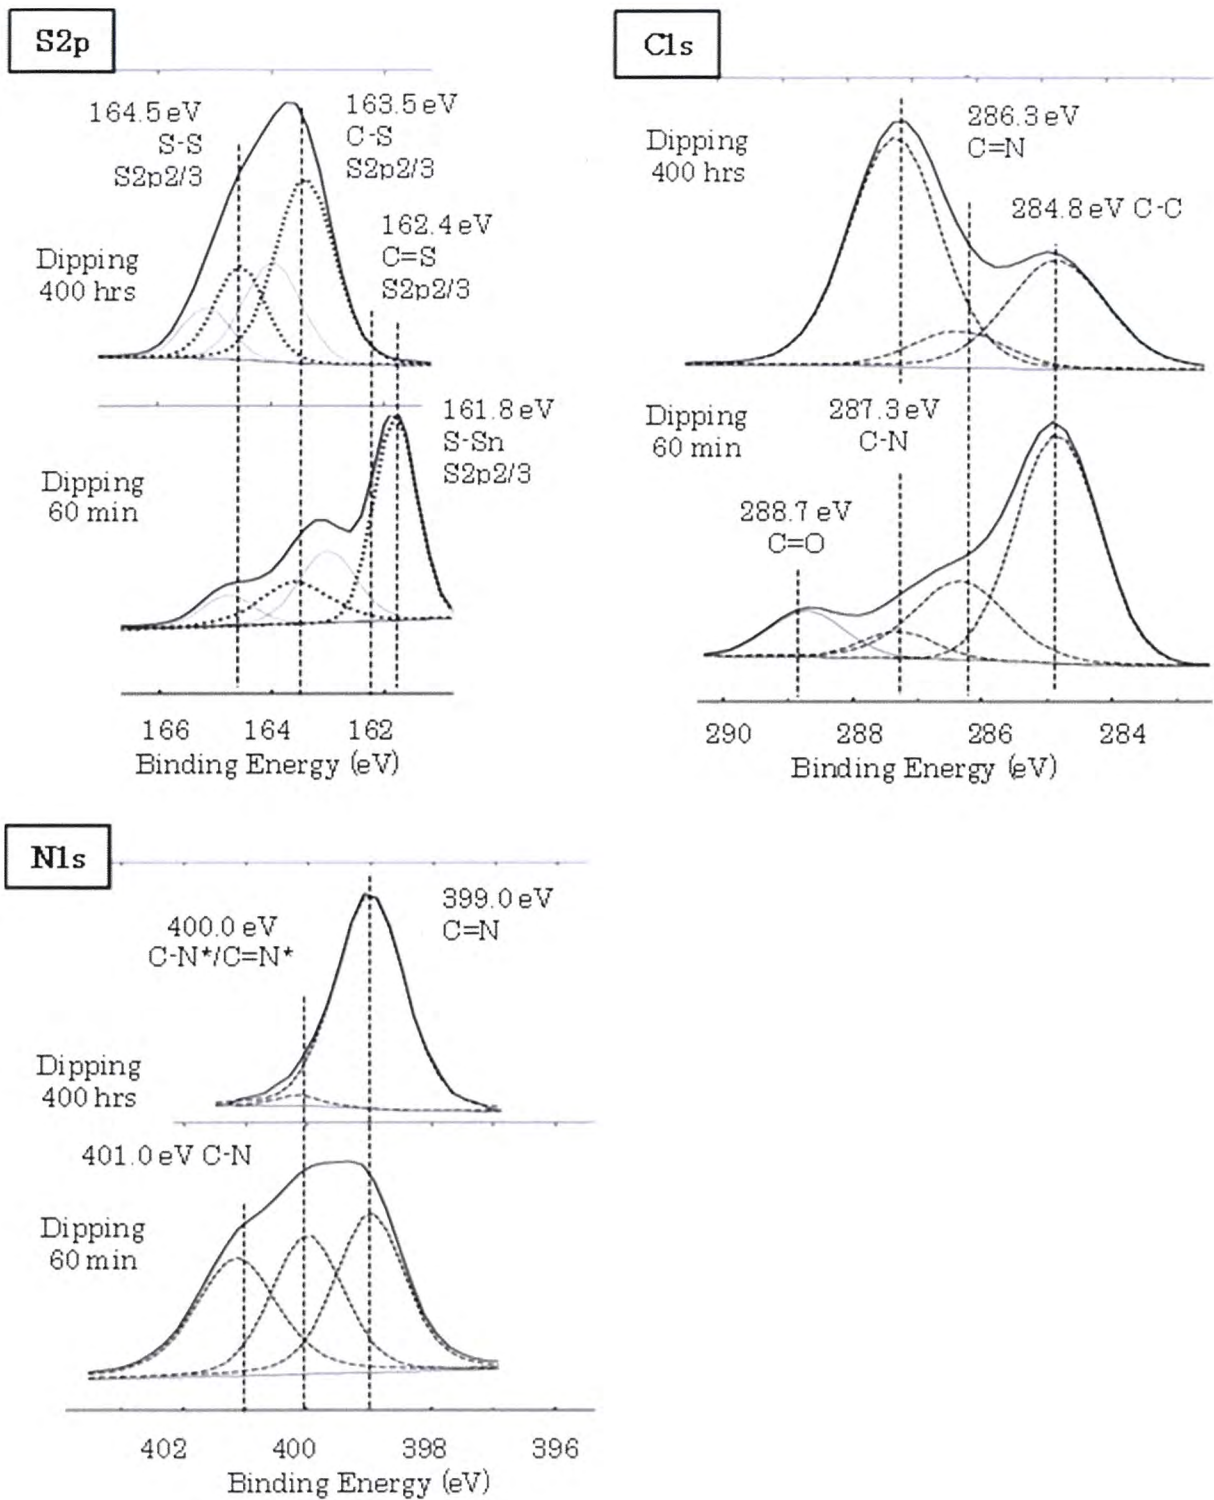 S2p
164.5 eV
S-S
S2p2/3
163.5 eV
C-S
S2p2/3
162.4 eV
C=S
S2p2/3
Dipping
400 hrs
161.8 eV
S-Sn
S2p2/3
Dipping
60 min
166 164 162
Binding Energy (eV)
C1s
Dipping
400 hrs
286.3 eV
C=N
284.8 eV C-C
Dipping
60 min
287.3 eV
C-N
288.7 eV
C=O
290 288 286 284
Binding Energy (eV)
N1s
400.0 eV
C-N*/C=N*
399.0 eV
C=N
Dipping
400 hrs
401.0 eV C-N
Dipping
60 min
402 400 398 396
Binding Energy (eV)